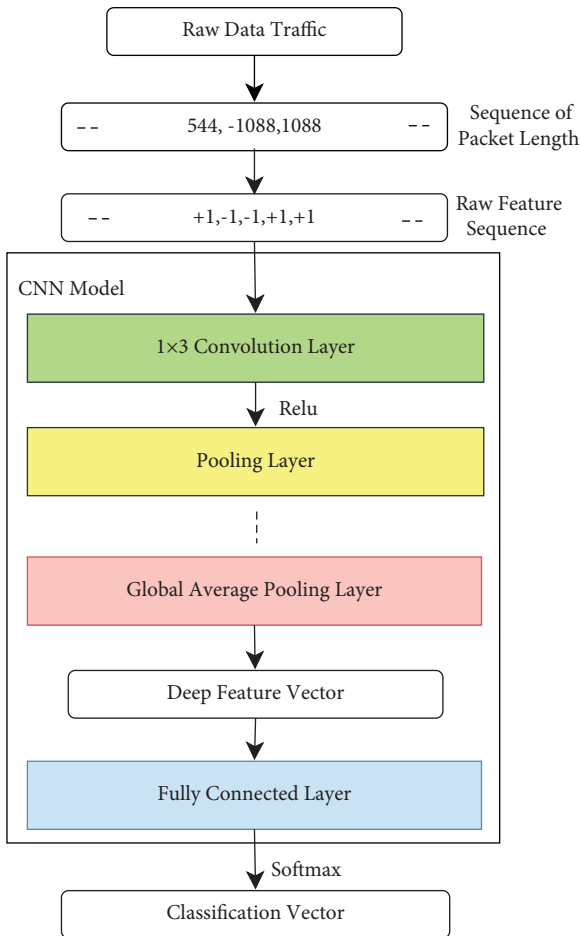 Raw Data Traffic
-- 544, -1088,1088 --
Sequence of
Packet Length
-- +1,-1,-1,+1,+1 --
Raw Feature
Sequence
CNN Model
1×3 Convolution Layer
Relu
Pooling Layer
Global Average Pooling Layer
Deep Feature Vector
Fully Connected Layer
Softmax
Classification Vector